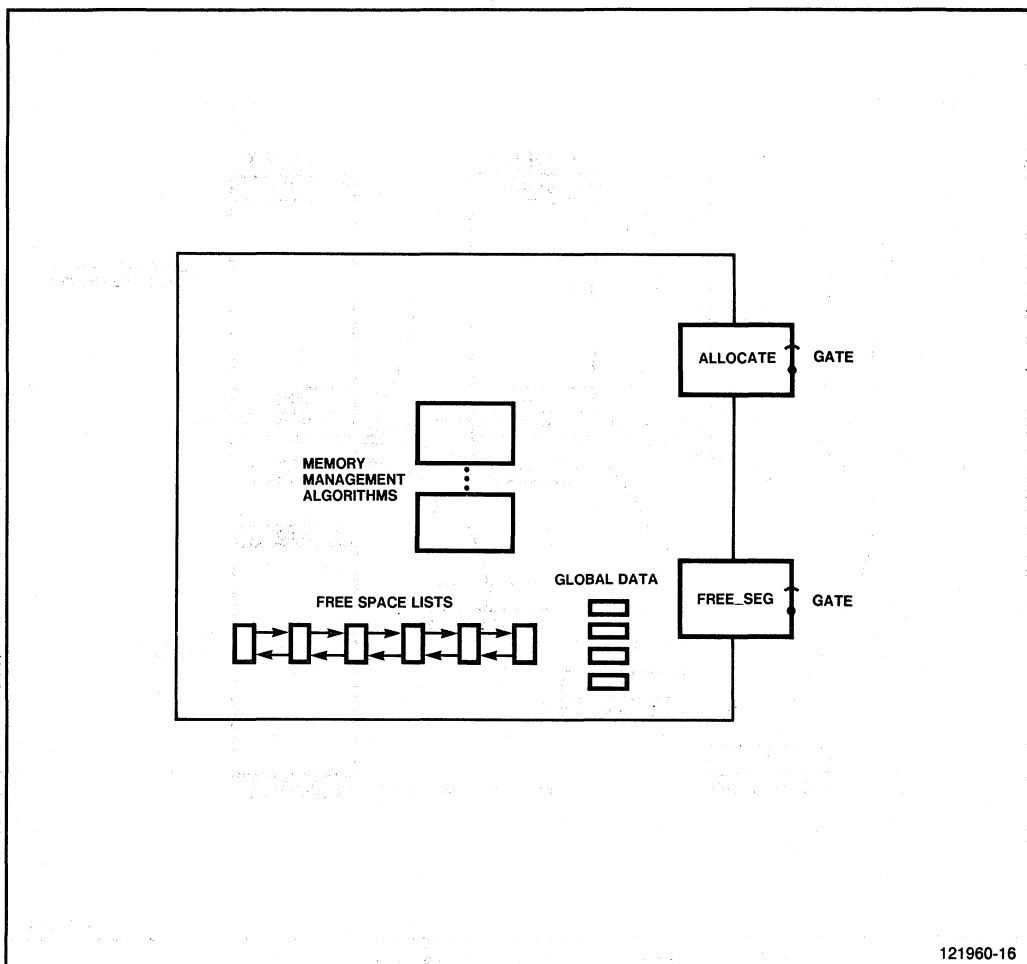 ALLOCATE
GATE
MEMORY
MANAGEMENT
ALGORITHMS
GLOBAL DATA
FREE_SEG
GATE
FREE SPACE LISTS
121960-16